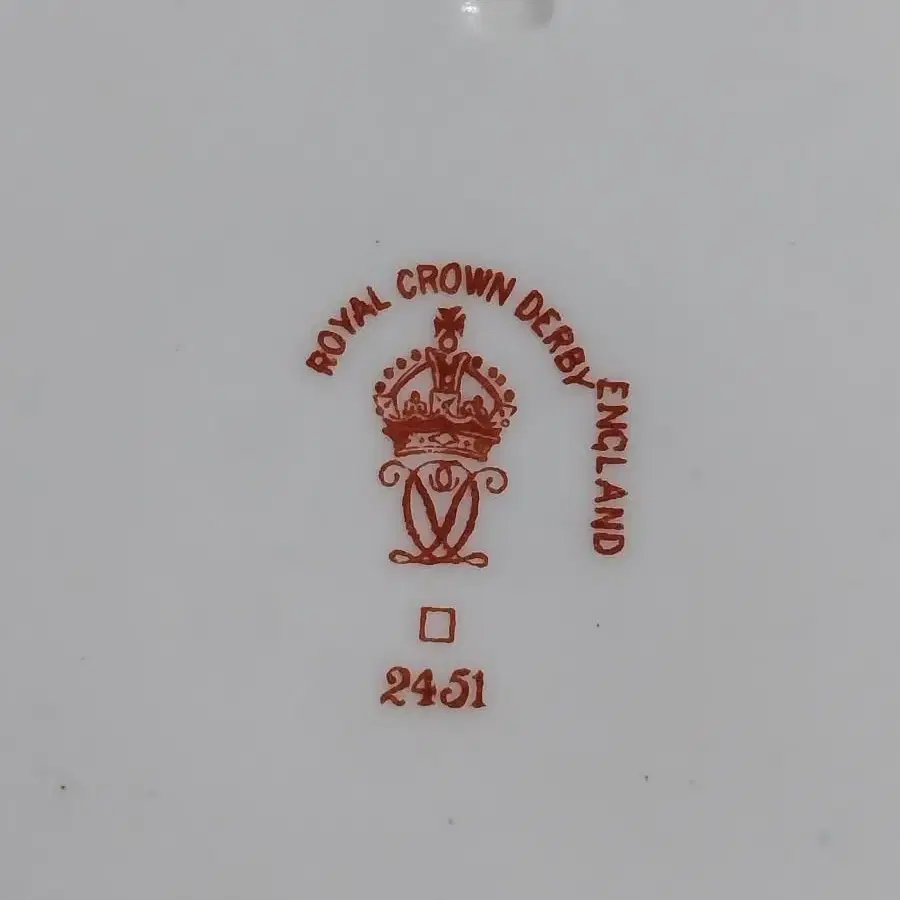 ROYAL CROWN DERBY
ENGLAND
2451